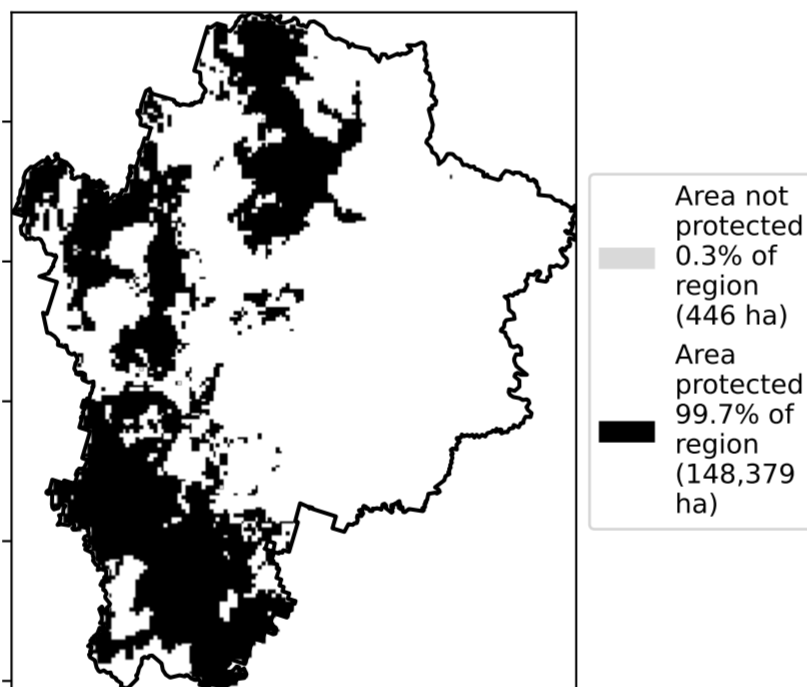 Area not
protected
0.3% of
region
(446 ha)
Area
protected
99.7% of
region
(148,379
ha)